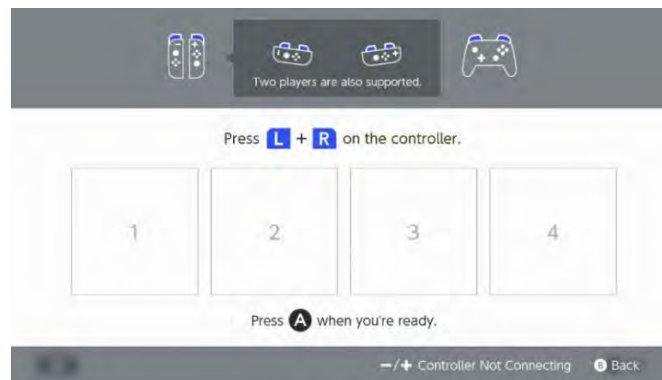 Two players are also supported.
Press L + R on the controller.
1 2 3 4
Press A when you're ready.
−/+ Controller Not Connecting B Back